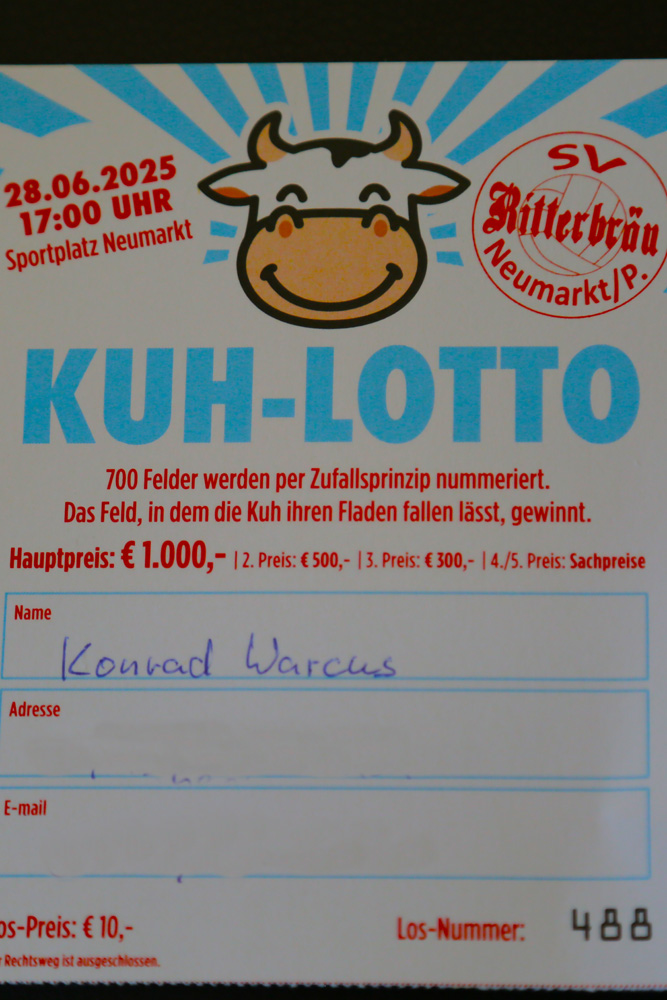 28.06.2025
17:00 UHR
Sportplatz Neumarkt
SV
Ritterbräu
Neumarkt/P.
KUH-LOTTO
700 Felder werden per Zufallsprinzip nummeriert.
Das Feld, in dem die Kuh ihren Fladen fallen lässt, gewinnt.
Hauptpreis: € 1.000,- | 2. Preis: € 500,- | 3. Preis: € 300,- | 4./5. Preis: Sachpreise
Name
Konrad Warcus
Adresse
E-mail
os-Preis: € 10,-
Los-Nummer: 488
Rechtsweg ist ausgeschlossen.